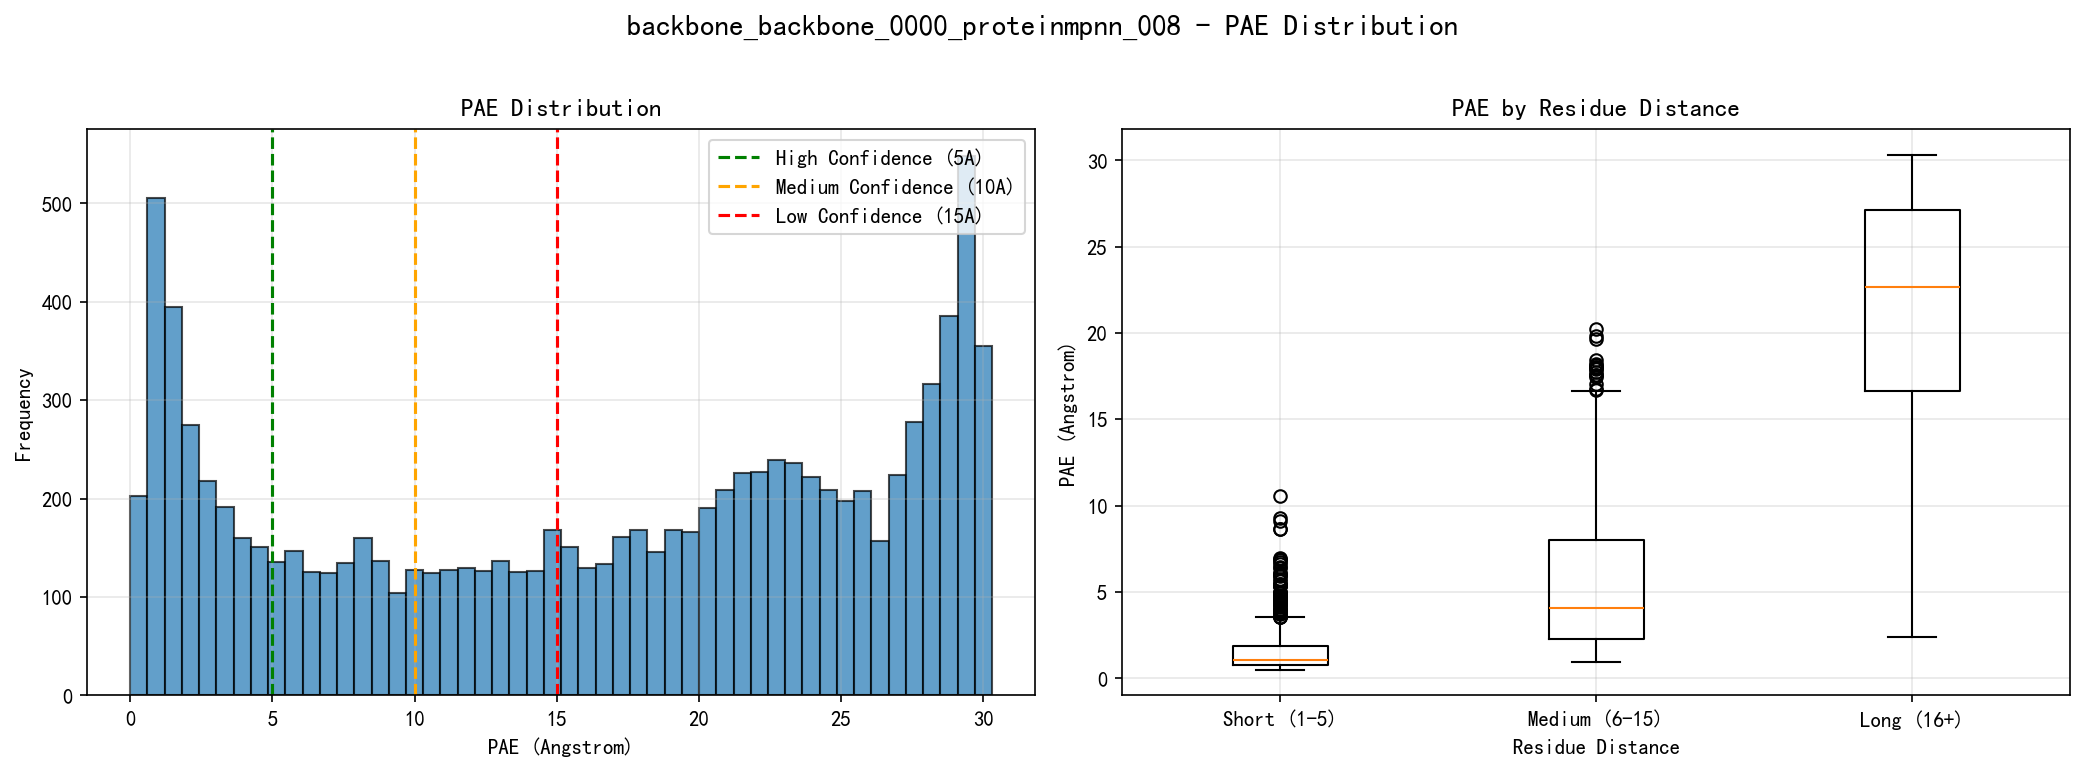 backbone_backbone_0000_proteinmpnn_008 - PAE Distribution
PAE Distribution
High Confidence (5A)
Medium Confidence (10A)
Low Confidence (15A)
500
400
300
200
100
0
Frequency
0 5 10 15 20 25 30
PAE (Angstrom)
PAE by Residue Distance
30
25
20
15
10
5
0
PAE (Angstrom)
Short (1-5) Medium (6-15) Long (16+)
Residue Distance